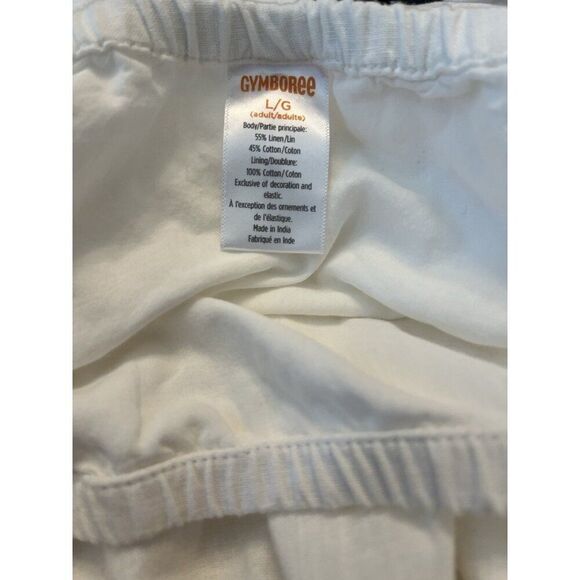 GYMBOREE
L/G
(adult/adulte)
Body/Partie principale:
55% Linen/Lin
45% Cotton/Coton
Lining/Doublure:
100% Cotton/Coton
Exclusive of decoration and
elastic.
À l'exception des ornements et
de l'élastique.
Made in India
Fabriqué en Inde